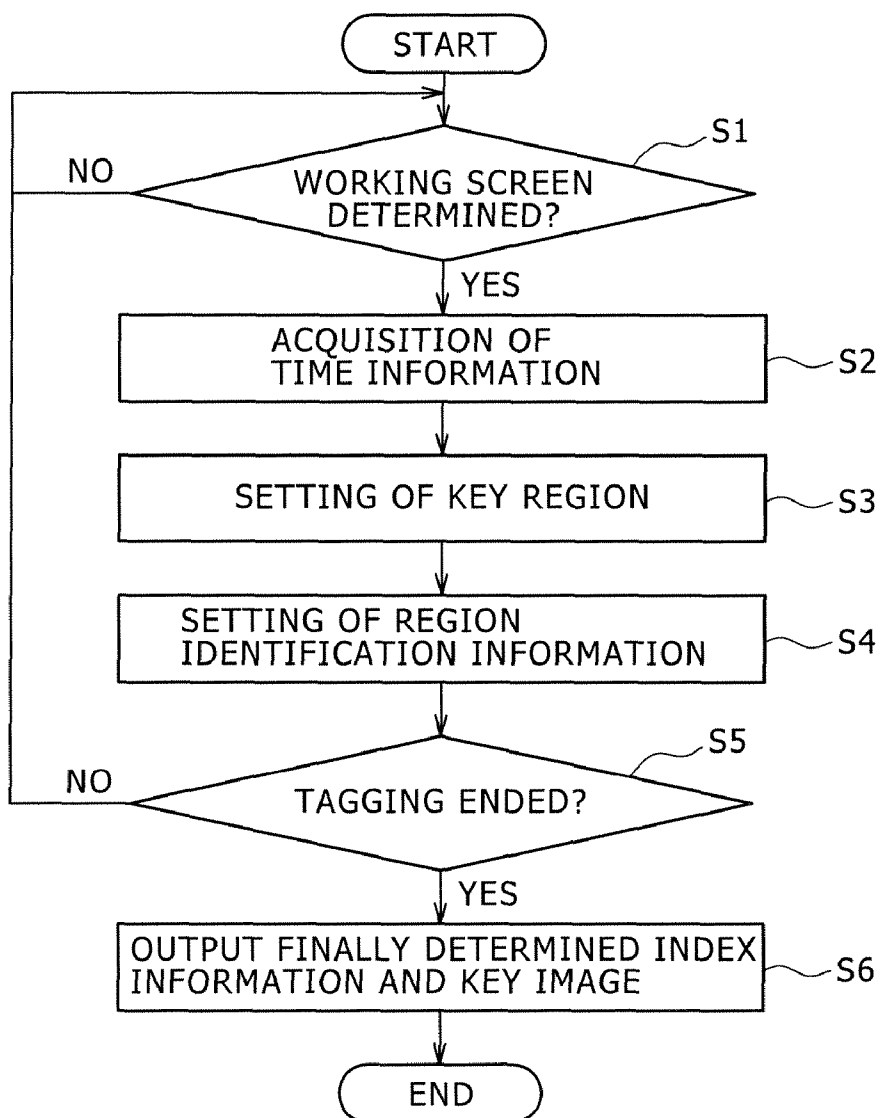 START
S1
NO
WORKING SCREEN
DETERMINED?
YES
ACQUISITION OF
TIME INFORMATION
S2
SETTING OF KEY REGION
S3
SETTING OF REGION
IDENTIFICATION INFORMATION
S4
S5
NO
TAGGING ENDED?
YES
OUTPUT FINALLY DETERMINED INDEX
INFORMATION AND KEY IMAGE
S6
END